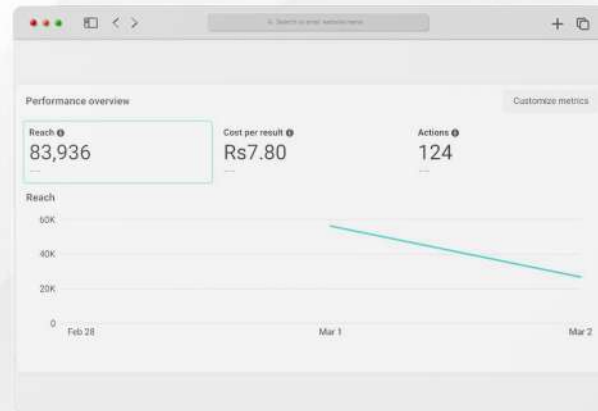 Performance overview
Customize metrics
Reach
83,936
Cost per result
Rs7.80
Actions
124
Reach
60K
40K
20K
0
Feb 28
Mar 1
Mar 2